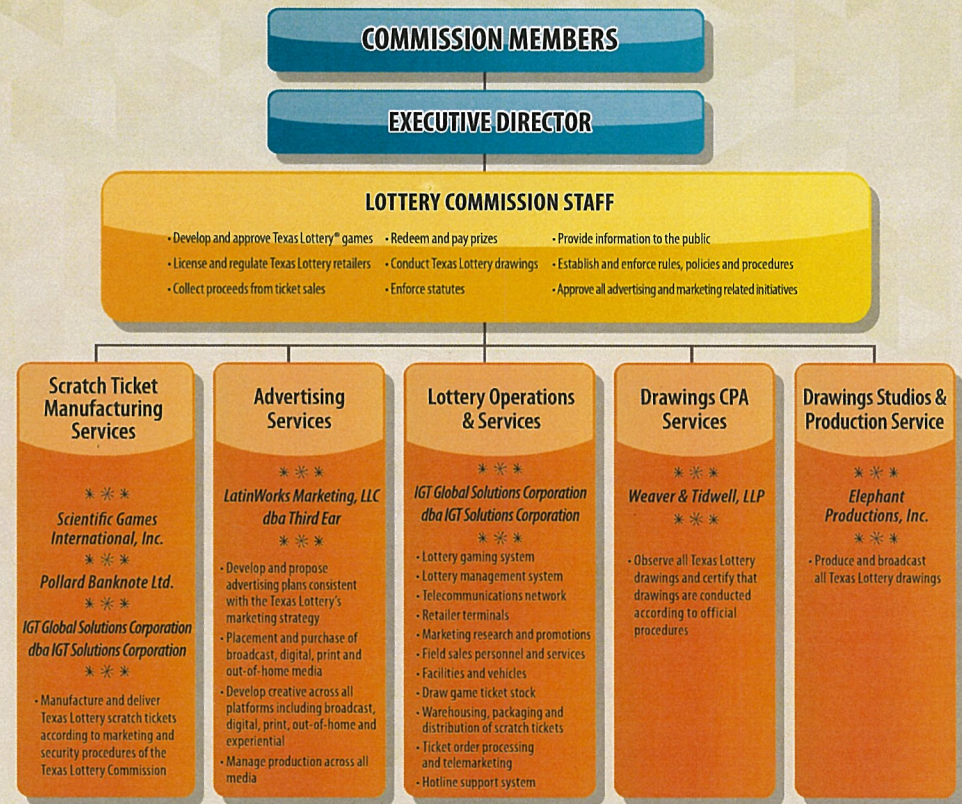 COMMISSION MEMBERS
EXECUTIVE DIRECTOR
LOTTERY COMMISSION STAFF
• Develop and approve Texas Lottery® games
• License and regulate Texas Lottery retailers
• Collect proceeds from ticket sales
• Redeem and pay prizes
• Conduct Texas Lottery drawings
• Enforce statutes
• Provide information to the public
• Establish and enforce rules, policies and procedures
• Approve all advertising and marketing related initiatives
Scratch Ticket
Manufacturing
Services
Scientific Games
International, Inc.
Pollard Banknote Ltd.
IGT Global Solutions Corporation
dba IGT Solutions Corporation
• Manufacture and deliver
Texas Lottery scratch tickets
according to marketing and
security procedures of the
Texas Lottery Commission
Advertising
Services
LatinWorks Marketing, LLC
dba Third Ear
• Develop and propose
advertising plans consistent
with the Texas Lottery's
marketing strategy
• Placement and purchase of
broadcast, digital, print and
out-of-home media
• Develop creative across all
platforms including broadcast,
digital, print, out-of-home and
experiential
• Manage production across all
media
Lottery Operations
& Services
IGT Global Solutions Corporation
dba IGT Solutions Corporation
• Lottery gaming system
• Lottery management system
• Telecommunications network
• Retailer terminals
• Marketing research and promotions
• Field sales personnel and services
• Facilities and vehicles
• Draw game ticket stock
• Warehousing, packaging and
distribution of scratch tickets
• Ticket order processing
and telemarketing
• Hotline support system
Drawings CPA
Services
Weaver & Tidwell, LLP
• Observe all Texas Lottery
drawings and certify that
drawings are conducted
according to official
procedures
Drawings Studios &
Production Service
Elephant
Productions, Inc.
• Produce and broadcast
all Texas Lottery drawings